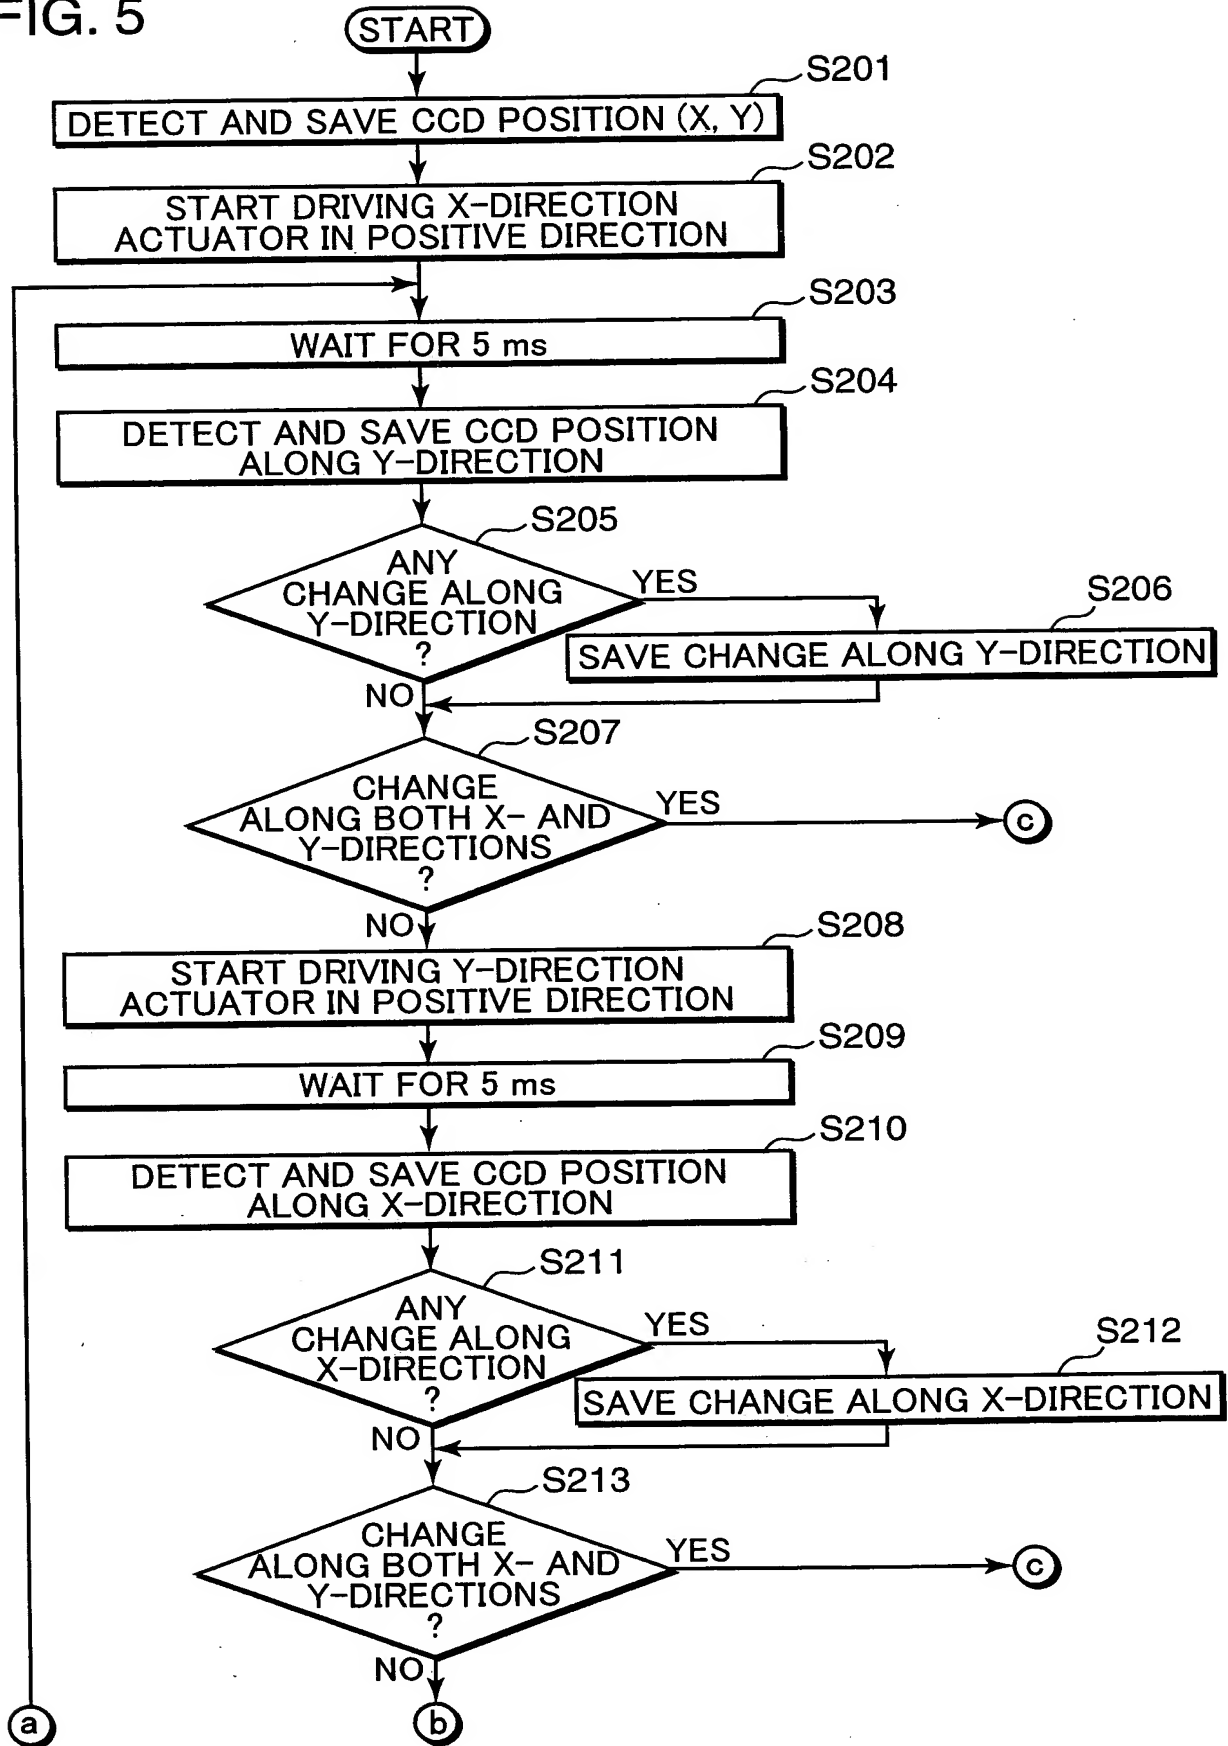 FIG. 5
START
S201
DETECT AND SAVE CCD POSITION (X, Y)
S202
START DRIVING X-DIRECTION
ACTUATOR IN POSITIVE DIRECTION
S203
WAIT FOR 5 ms
S204
DETECT AND SAVE CCD POSITION
ALONG Y-DIRECTION
S205
ANY
CHANGE ALONG
Y-DIRECTION
?
YES
S206
SAVE CHANGE ALONG Y-DIRECTION
NO
S207
CHANGE
ALONG BOTH X- AND
Y-DIRECTIONS
?
YES
c
NO
S208
START DRIVING Y-DIRECTION
ACTUATOR IN POSITIVE DIRECTION
S209
WAIT FOR 5 ms
S210
DETECT AND SAVE CCD POSITION
ALONG X-DIRECTION
S211
ANY
CHANGE ALONG
X-DIRECTION
?
YES
S212
SAVE CHANGE ALONG X-DIRECTION
NO
S213
CHANGE
ALONG BOTH X- AND
Y-DIRECTIONS
?
YES
c
NO
a
b